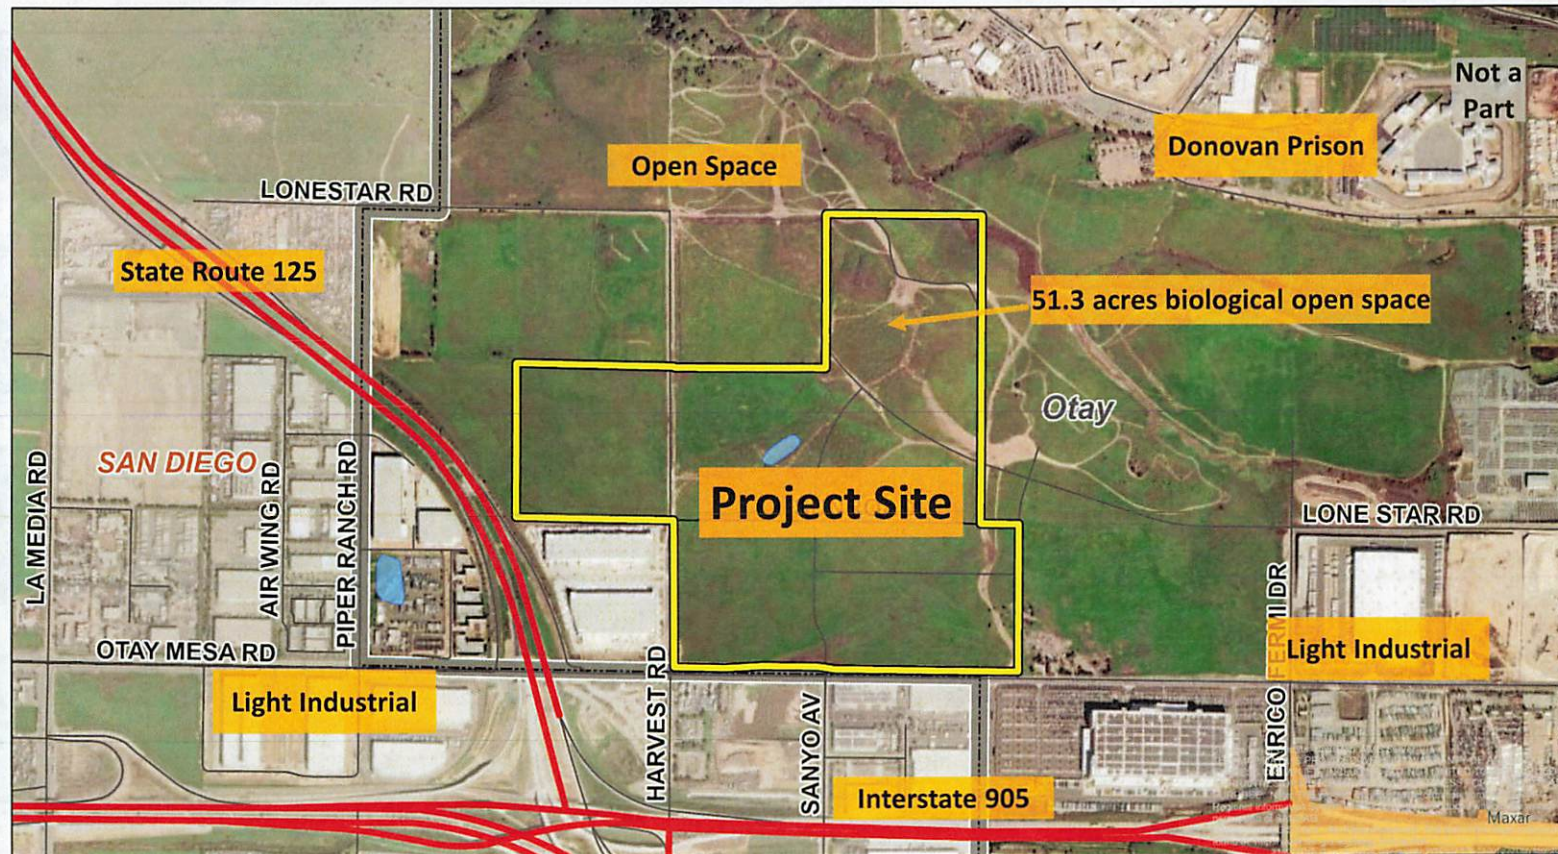 Not a
Part
Donovan Prison
Open Space
LONESTAR RD
State Route 125
51.3 acres biological open space
Otay
SAN DIEGO
LA MEDIA RD
AIR WING RD
PIPER RANCH RD
Project Site
LONE STAR RD
OTAY MESA RD
Light Industrial
HARVEST RD
SANYO AV
ENRICO FERMI DR
Light Industrial
Interstate 905
Maxar